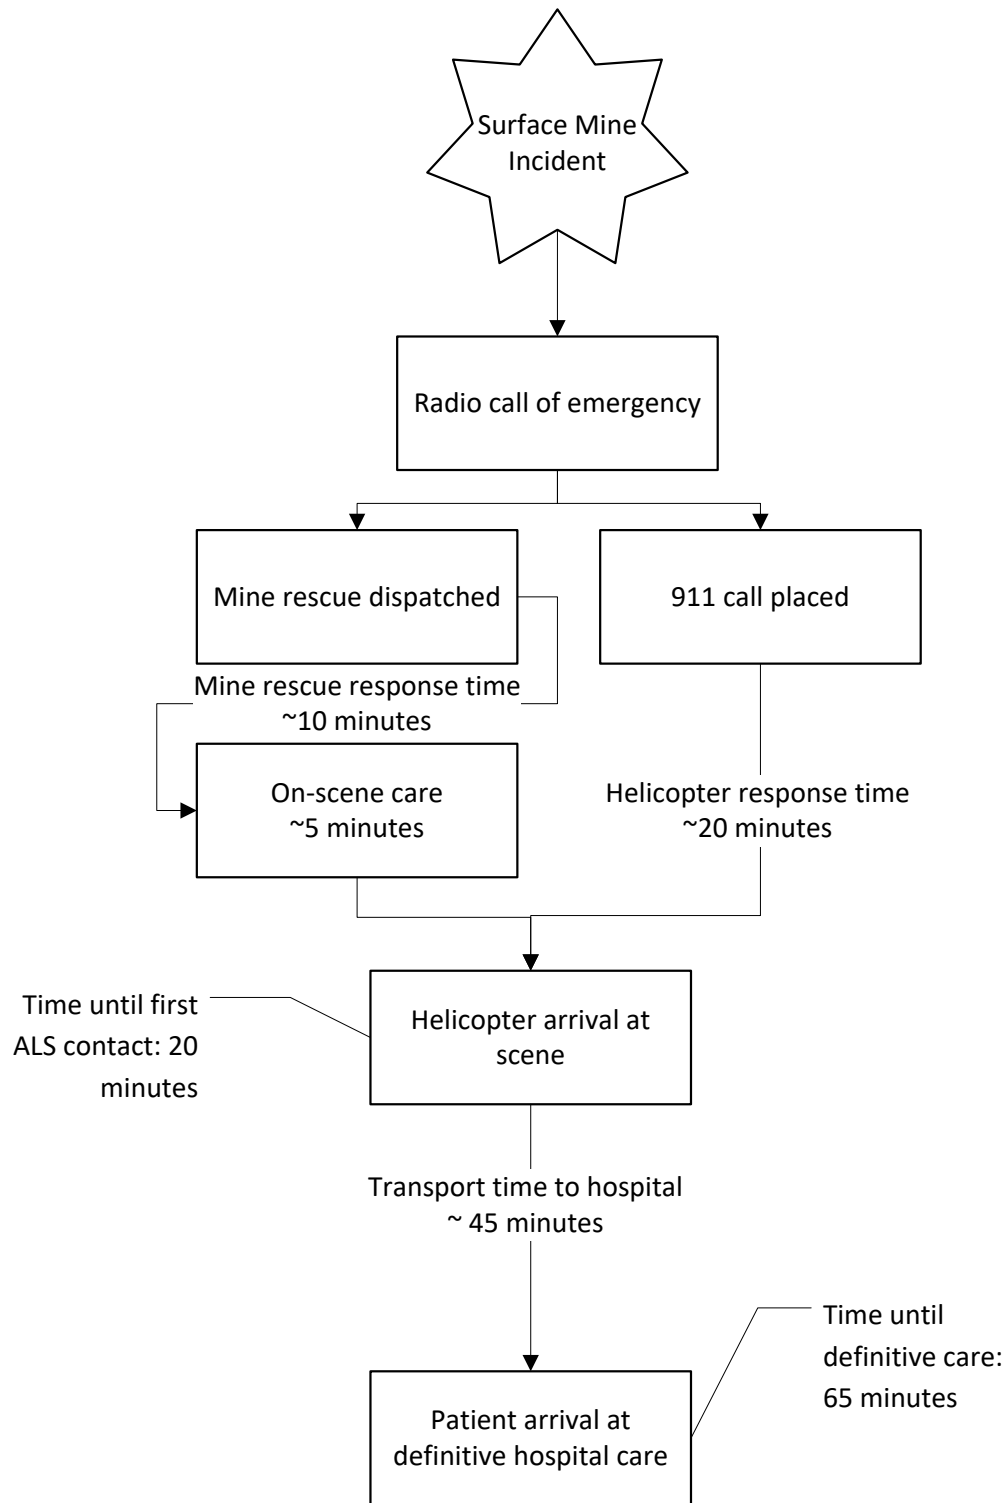 Surface Mine
Incident
Radio call of emergency
Mine rescue dispatched
911 call placed
Mine rescue response time
~10 minutes
On-scene care
~5 minutes
Helicopter response time
~20 minutes
Time until first
ALS contact: 20
minutes
Helicopter arrival at
scene
Transport time to hospital
~ 45 minutes
Time until
definitive care:
65 minutes
Patient arrival at
definitive hospital care